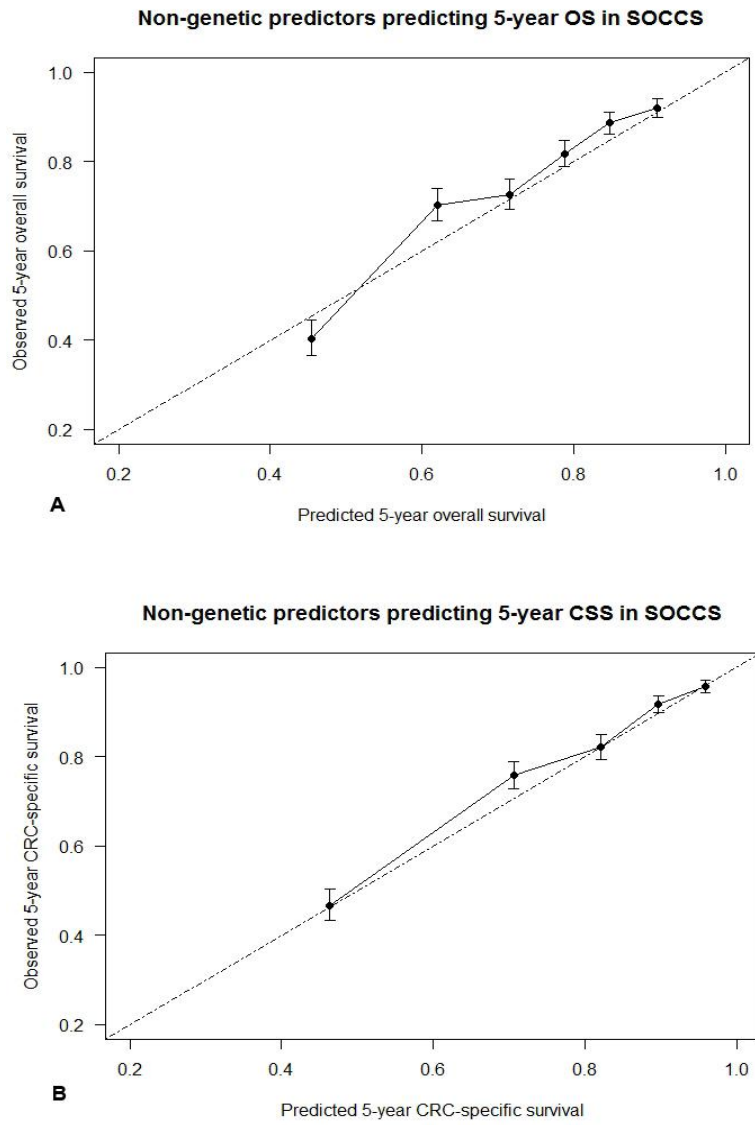 Non-genetic predictors predicting 5-year OS in SOCCS
1.0
0.8
0.6
0.4
0.2
Observed 5-year overall survival
0.2 0.4 0.6 0.8 1.0
A
Predicted 5-year overall survival
Non-genetic predictors predicting 5-year CSS in SOCCS
1.0
0.8
0.6
0.4
0.2
Observed 5-year CRC-specific survival
0.2 0.4 0.6 0.8 1.0
B
Predicted 5-year CRC-specific survival